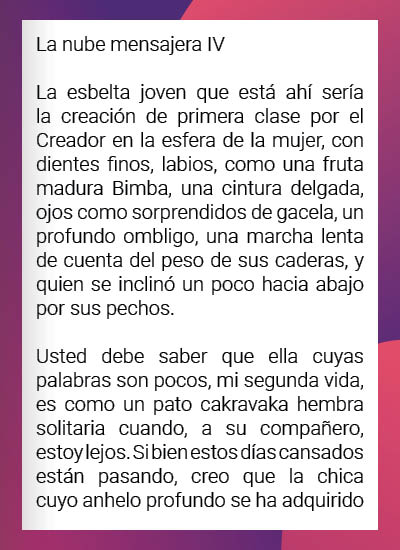 La nube mensajera IV
La esbelta joven que está ahí sería
la creación de primera clase por el
Creador en la esfera de la mujer, con
dientes finos, labios, como una fruta
madura Bimba, una cintura delgada,
ojos como sorprendidos de gacela, un
profundo ombligo, una marcha lenta
de cuenta del peso de sus caderas, y
quien se inclinó un poco hacia abajo
por sus pechos.
Usted debe saber que ella cuyas
palabras son pocos, mi segunda vida,
es como un pato cakravaka hembra
solitaria cuando, a su compañero,
estoy lejos. Si bien estos días cansados
están pasando, creo que la chica
cuyo anhelo profundo se ha adquirido